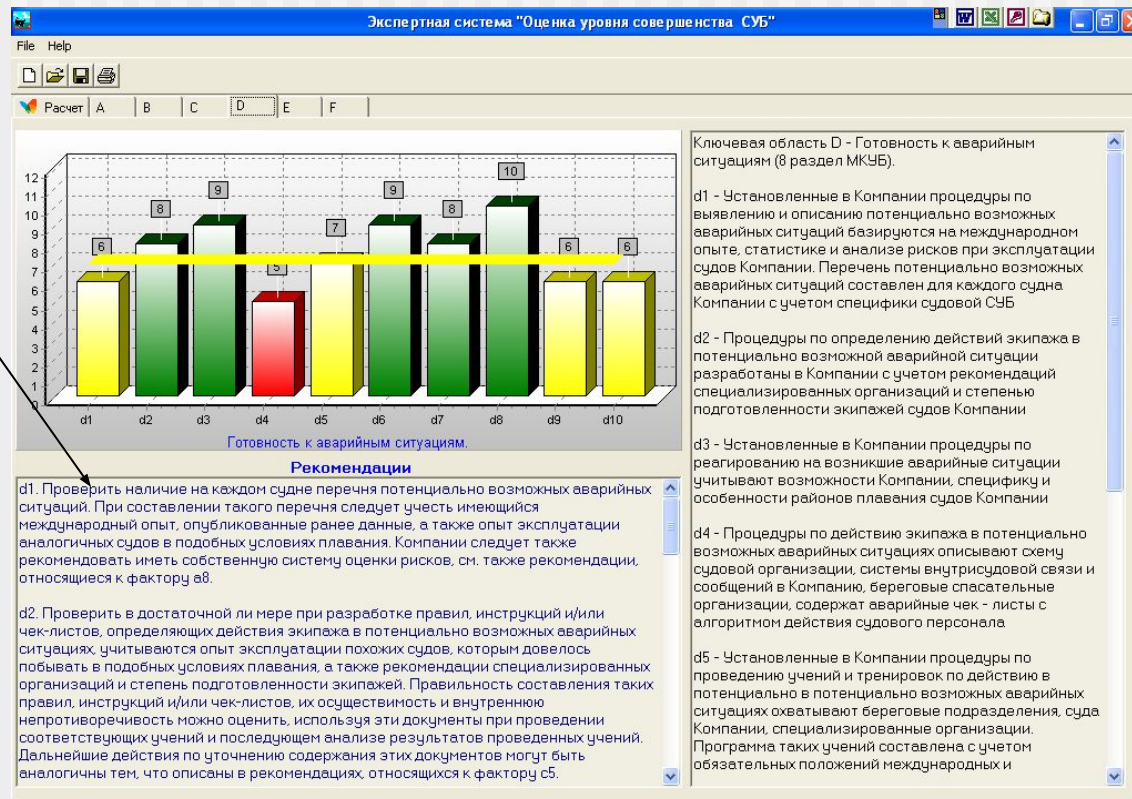 Экспертная система "Оценка уровня совершенства СУБ"
File Help
Расчет A B C D E F
12
11
10
9
8
7
6
5
4
3
2
1
0
6 8 9 5 7 9 8 10 6 6
d1 d2 d3 d4 d5 d6 d7 d8 d9 d10
Готовность к аварийным ситуациям.
Рекомендации
d1. Проверить наличие на каждом судне перечня потенциально возможных аварийных
ситуаций. При составлении такого перечня следует учесть имеющийся
международный опыт, опубликованные ранее данные, а также опыт эксплуатации
аналогичных судов в подобных условиях плавания. Компании следует также
рекомендовать иметь собственную систему оценки рисков, см. также рекомендации,
относящиеся к фактору a8.
d2. Проверить в достаточной ли мере при разработке правил, инструкций и/или
чек-листов, определяющих действия экипажа в потенциально возможных аварийных
ситуациях, учитываются опыт эксплуатации похожих судов, которым довелось
побывать в подобных условиях плавания, а также рекомендации специализированных
организаций и степень подготовленности экипажей. Правильность составления таких
правил, инструкций и/или чек-листов, их осуществимость и внутреннюю
непротиворечивость можно оценить, используя эти документы при проведении
соответствующих учений и последующем анализе результатов проведенных учений.
Дальнейшие действия по уточнению содержания этих документов могут быть
аналогичны тем, что описаны в рекомендациях, относящихся к фактору c5.
Ключевая область D - Готовность к аварийным
ситуациям (8 раздел МКУБ).
d1 - Установленные в Компании процедуры по
выявлению и описанию потенциально возможных
аварийных ситуаций базируются на международном
опыте, статистике и анализе рисков при эксплуатации
судов Компании. Перечень потенциально возможных
аварийных ситуаций составлен для каждого судна
Компании с учетом специфики судовой СУБ
d2 - Процедуры по определению действий экипажа в
потенциально возможной аварийной ситуации
разработаны в Компании с учетом рекомендаций
специализированных организаций и степенью
подготовленности экипажей судов Компании
d3 - Установленные в Компании процедуры по
реагированию на возникшие аварийные ситуации
учитывают возможности Компании, специфику и
особенности районов плавания судов Компании
d4 - Процедуры по действию экипажа в потенциально
возможных аварийных ситуациях описывают схему
судовой организации, системы внутрисудовой связи и
сообщений в Компанию, береговые спасательные
организации, содержат аварийные чек - листы с
алгоритмом действия судового персонала
d5 - Установленные в Компании процедуры по
проведению учений и тренировок по действию в
потенциально в потенциально возможных аварийных
ситуациях охватывают береговые подразделения, суда
Компании, специализированные организации.
Программа таких учений составлена с учетом
обязательных положений международных и